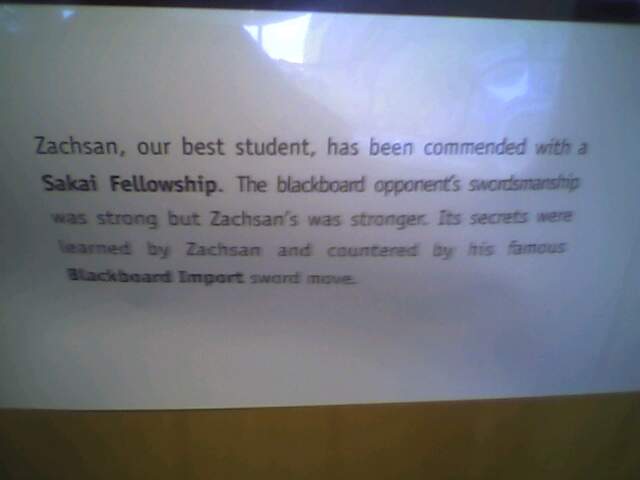 Zachsan, our best student, has been commended with a
Sakai Fellowship. The blackboard opponent's swordsmanship
was strong but Zachsan's was stronger. Its secrets were
learned by Zachsan and countered by his famous
Blackboard Import sword move.